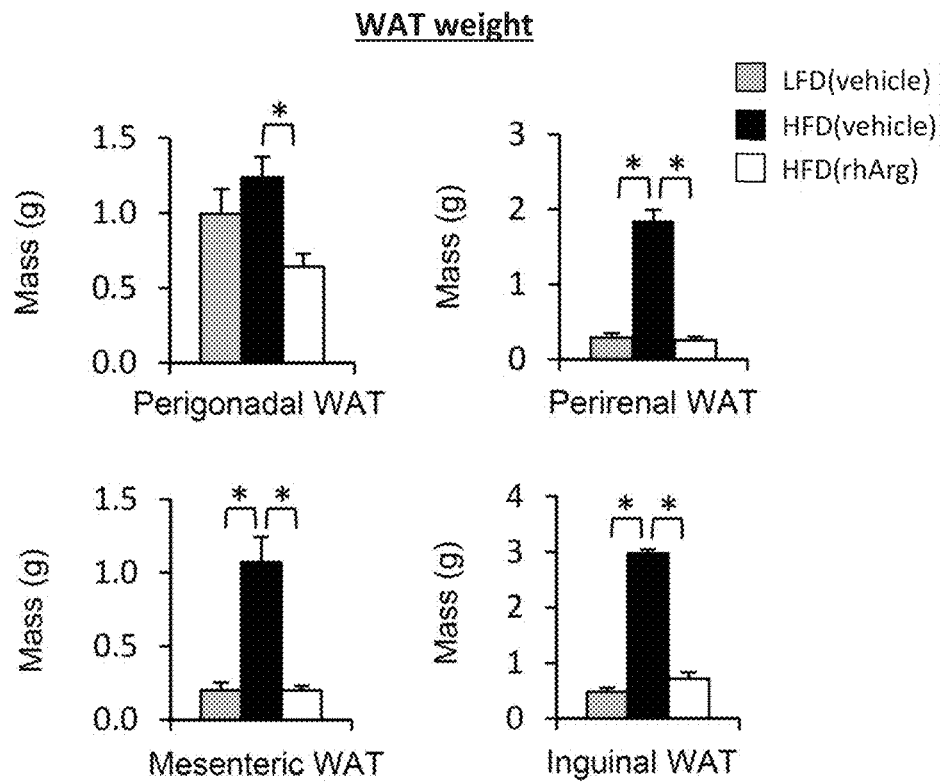 WAT weight
LFD(vehicle)
HFD(vehicle)
HFD(rhArg)
*
1.5
1.0
0.5
0.0
Mass (g)
Perigonadal WAT
* *
3
2
1
0
Mass (g)
Perirenal WAT
* *
1.5
1.0
0.5
0.0
Mass (g)
Mesenteric WAT
* *
4
3
2
1
0
Mass (g)
Inguinal WAT